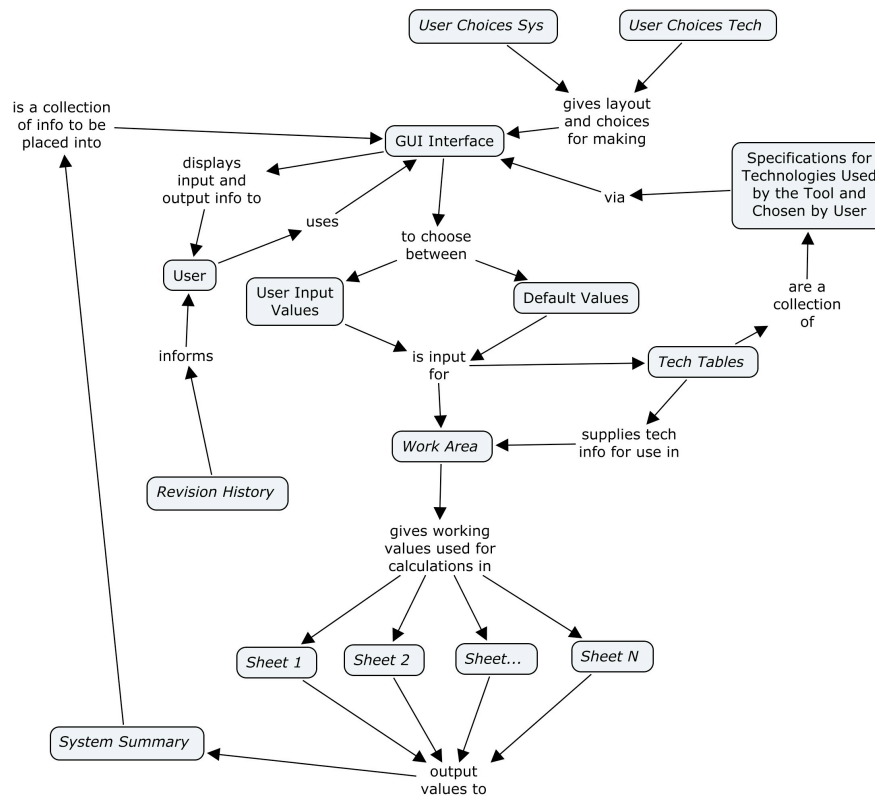 User Choices Sys
User Choices Tech
is a collection
of info to be
placed into
gives layout
and choices
for making
GUI Interface
displays
input and
output info to
Specifications for
Technologies Used
by the Tool and
Chosen by User
via
uses
to choose
between
User
User Input
Values
Default Values
are a
collection
of
informs
is input
for
Tech Tables
Work Area
supplies tech
info for use in
Revision History
gives working
values used for
calculations in
Sheet 1
Sheet 2
Sheet...
Sheet N
System Summary
output
values to